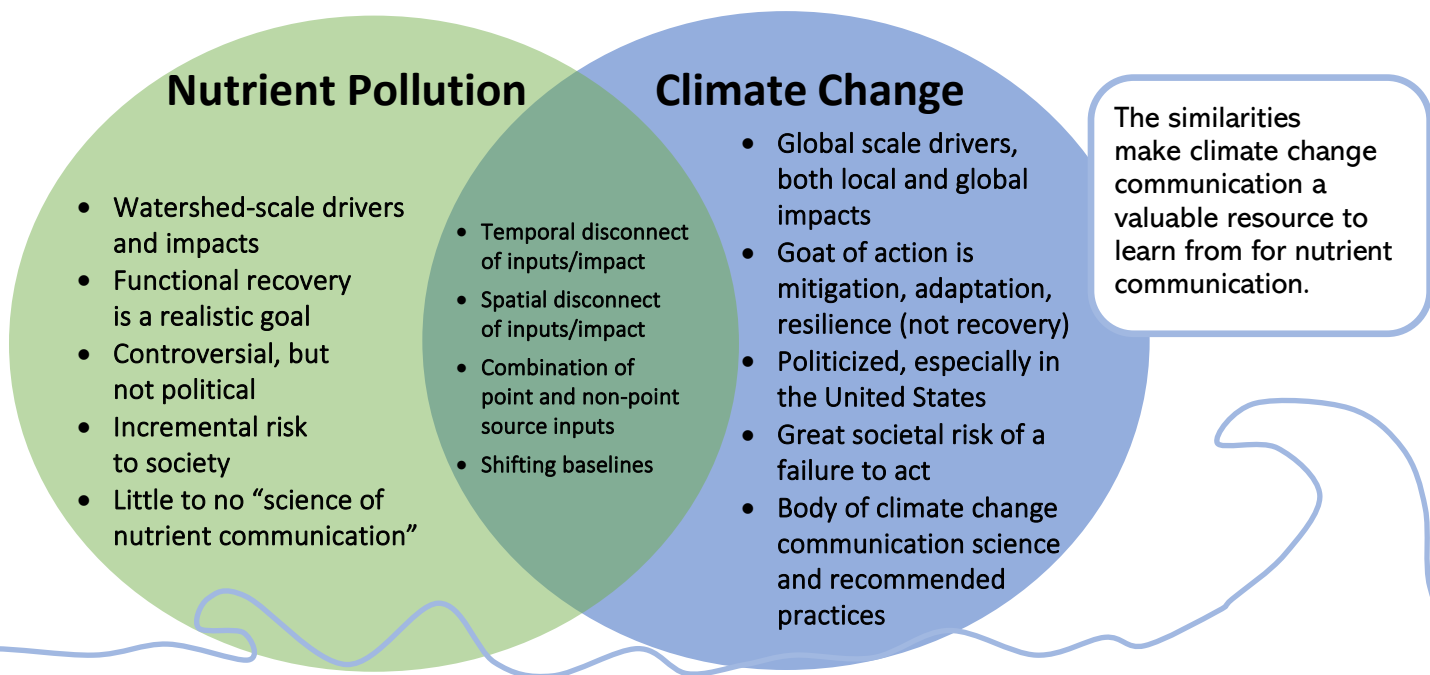 Nutrient Pollution
• Watershed-scale drivers
and impacts
• Functional recovery
is a realistic goal
• Controversial, but
not political
• Incremental risk
to society
• Little to no “science of
nutrient communication”
• Temporal disconnect
of inputs/impact
• Spatial disconnect
of inputs/impact
• Combination of
point and non-point
source inputs
• Shifting baselines
Climate Change
• Global scale drivers,
both local and global
impacts
• Goat of action is
mitigation, adaptation,
resilience (not recovery)
• Politicized, especially in
the United States
• Great societal risk of a
failure to act
• Body of climate change
communication science
and recommended
practices
The similarities
make climate change
communication a
valuable resource to
learn from for nutrient
communication.